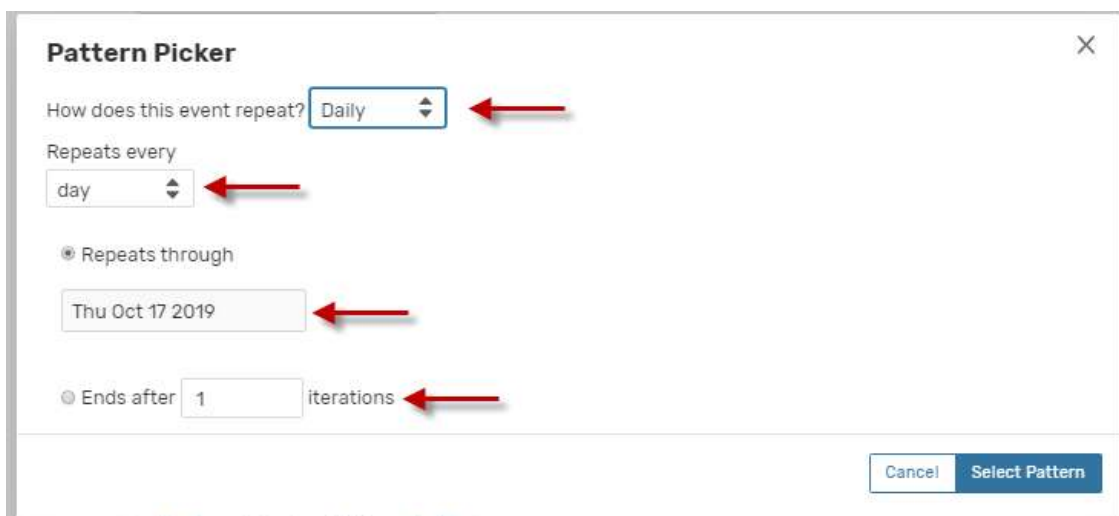 Pattern Picker
How does this event repeat? Daily
Repeats every
day
Repeats through
Thu Oct 17 2019
Ends after 1 iterations
Cancel Select Pattern